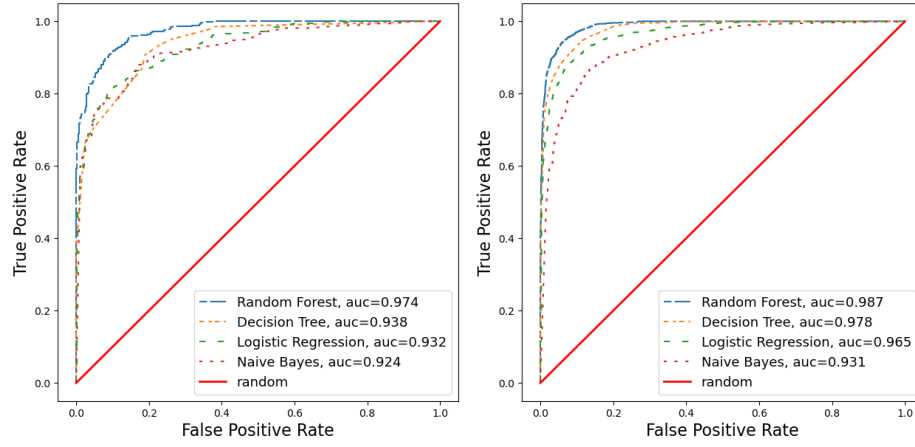 1.0
0.8
0.6
0.4
0.2
0.0
True Positive Rate
Random Forest, auc=0.974
Decision Tree, auc=0.938
Logistic Regression, auc=0.932
Naive Bayes, auc=0.924
random
0.0 0.2 0.4 0.6 0.8 1.0
False Positive Rate
1.0
0.8
0.6
0.4
0.2
0.0
True Positive Rate
Random Forest, auc=0.987
Decision Tree, auc=0.978
Logistic Regression, auc=0.965
Naive Bayes, auc=0.931
random
0.0 0.2 0.4 0.6 0.8 1.0
False Positive Rate